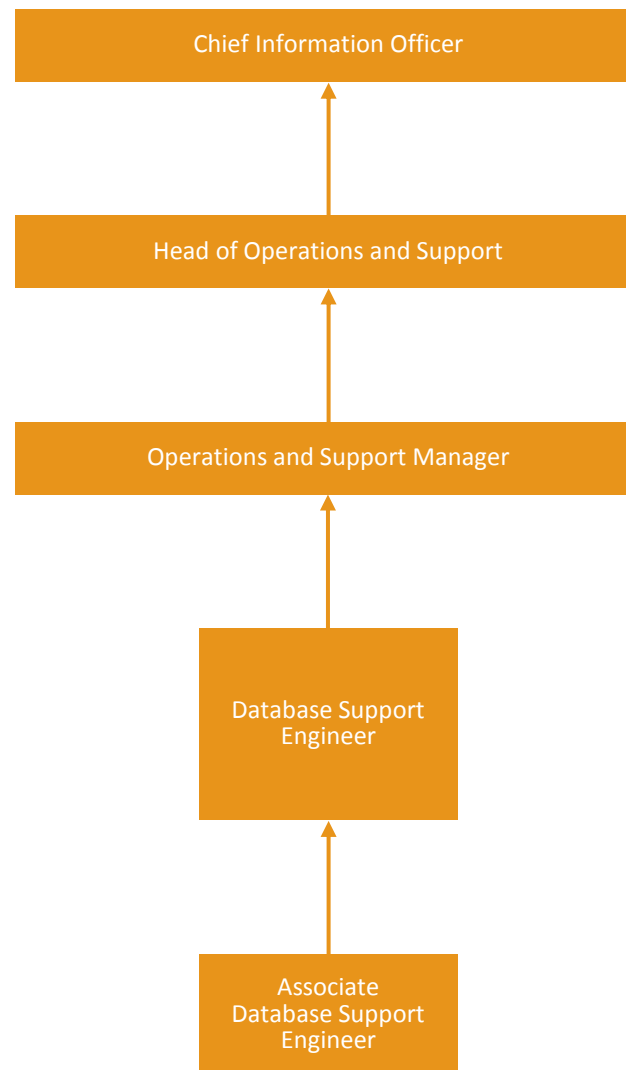 Chief Information Officer
Head of Operations and Support
Operations and Support Manager
Database Support
Engineer
Associate
Database Support
Engineer